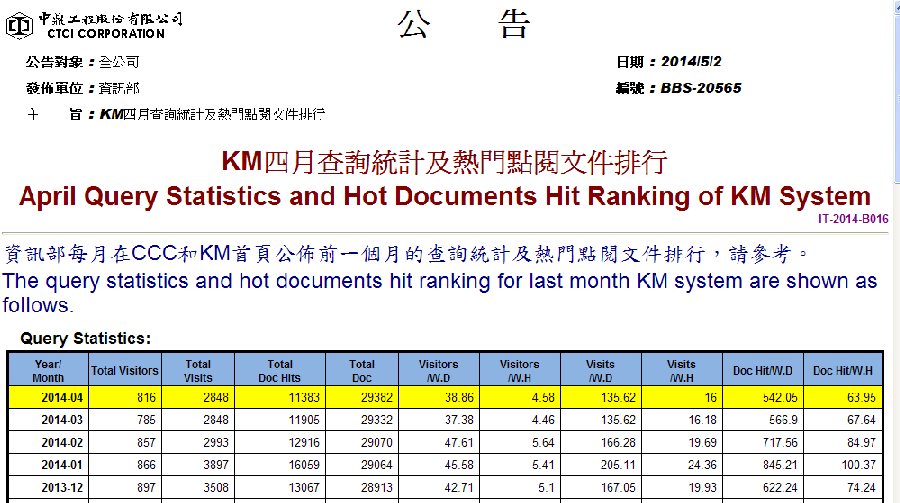 中鼎工程股份有限公司
CTCI CORPORATION
公 告
公告對象：全公司
日期：2014/5/2
發佈單位：資訊部
編號：BBS-20565
主 旨：KM四月查詢統計及熱門點閱文件排行
KM四月查詢統計及熱門點閱文件排行
April Query Statistics and Hot Documents Hit Ranking of KM System
IT-2014-B016
資訊部每月在CCC和KM首頁公佈前一個月的查詢統計及熱門點閱文件排行，請參考。
The query statistics and hot documents hit ranking for last month KM system are shown as
follows.
Query Statistics:
Year/ Month Total Visitors Total Visits Total Doc Hits Total Doc Visitors /W.D Visitors /W.H Visits /W.D Visits /W.H Doc Hit/W.D Doc Hit/W.H
2014-04 816 2848 11383 29382 38.86 4.58 135.62 16 542.05 63.95
2014-03 785 2848 11905 29332 37.38 4.46 135.62 16.18 566.9 67.64
2014-02 857 2993 12916 29070 47.61 5.64 166.28 19.69 717.56 84.97
2014-01 866 3897 16059 29064 45.58 5.41 205.11 24.36 845.21 100.37
2013-12 897 3508 13067 28913 42.71 5.1 167.05 19.93 622.24 74.24